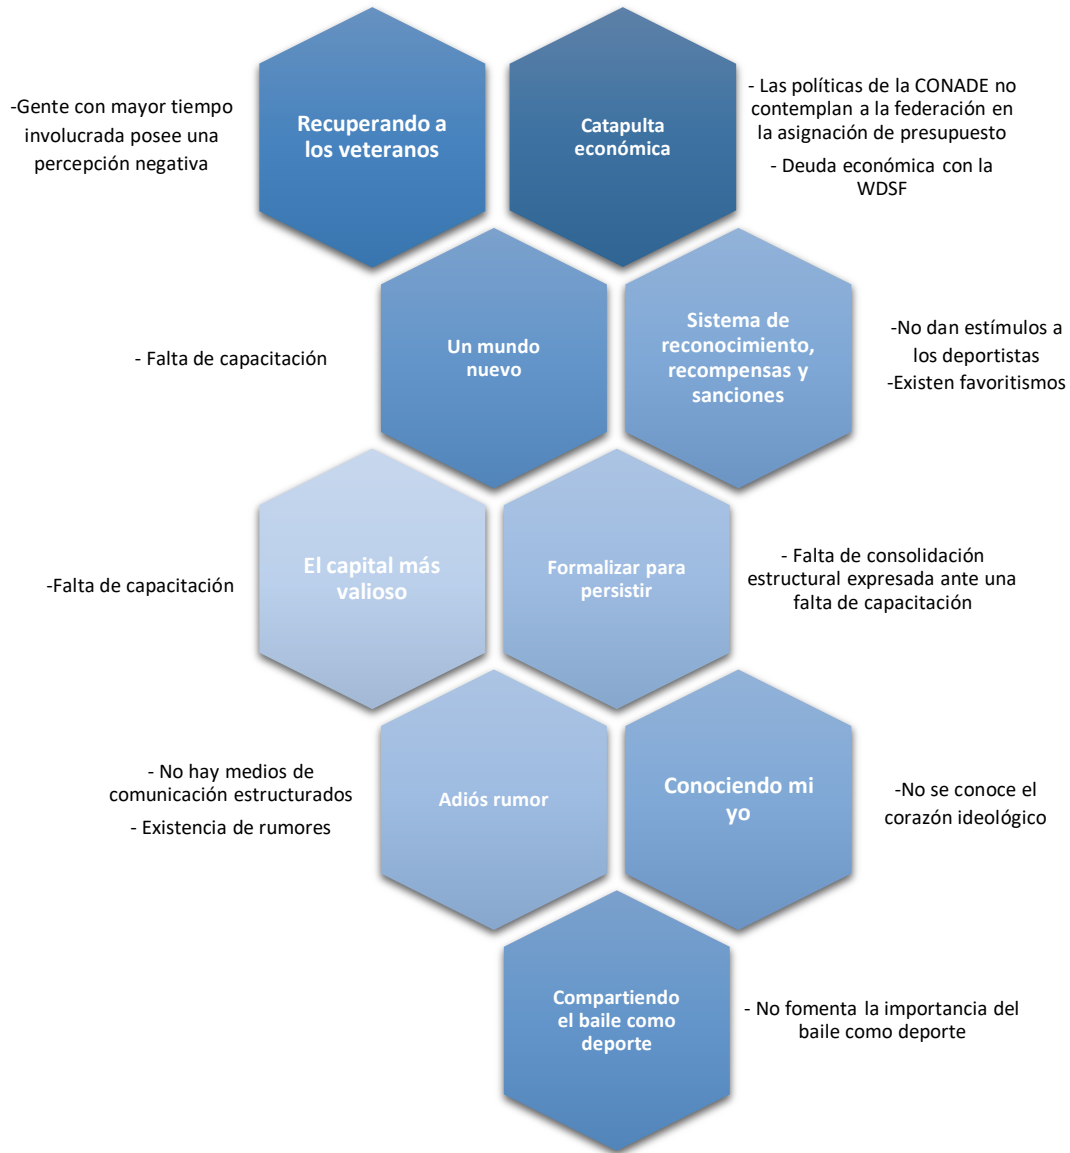 -Gente con mayor tiempo
involucrada posee una
percepción negativa
Recuperando a
los veteranos
Catapulta
económica
- Las políticas de la CONADE no
contemplan a la federación en
la asignación de presupuesto
- Deuda económica con la
WDSF
- Falta de capacitación
Un mundo
nuevo
Sistema de
reconocimiento,
recompensas y
sanciones
-No dan estímulos a
los deportistas
-Existen favoritismos
-Falta de capacitación
El capital más
valioso
Formalizar para
persistir
- Falta de consolidación
estructural expresada ante una
falta de capacitación
- No hay medios de
comunicación estructurados
- Existencia de rumores
Adiós rumor
Conociendo mi
yo
-No se conoce el
corazón ideológico
Compartiendo
el baile como
deporte
- No fomenta la importancia del
baile como deporte